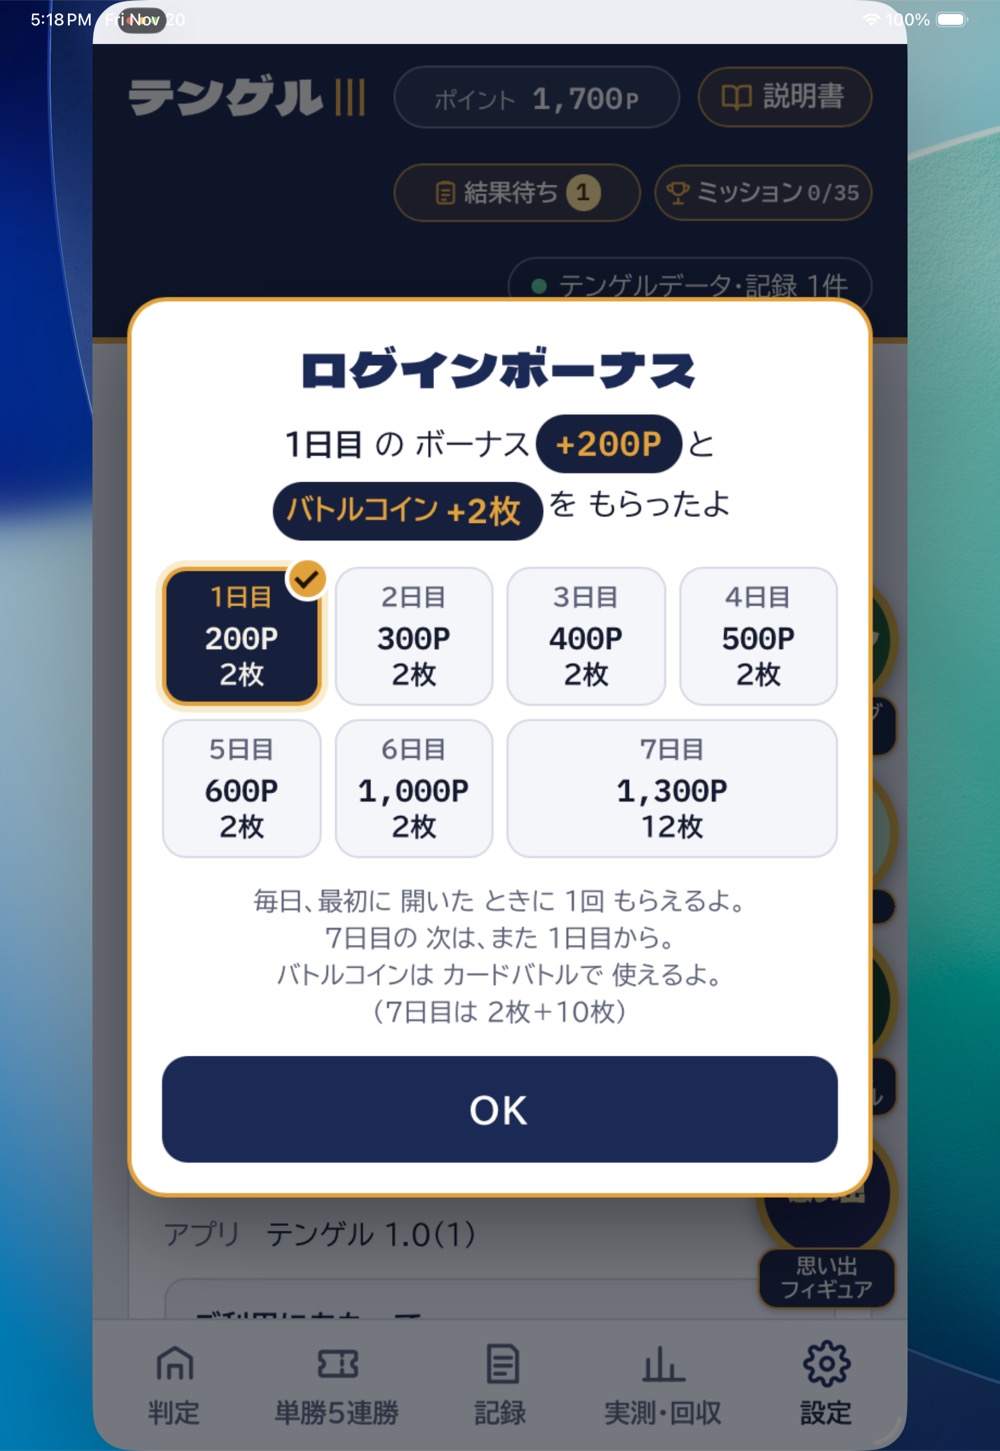 5:18 PM Fri Nov 20
100%
テンゲル
ポイント 1,700P
説明書
結果待ち 1
ミッション 0/35
テンゲルデータ・記録 1件
ログインボーナス
1日目 の ボーナス +200P と
バトルコイン +2枚 を もらったよ
1日目
200P
2枚
2日目
300P
2枚
3日目
400P
2枚
4日目
500P
2枚
5日目
600P
2枚
6日目
1,000P
2枚
7日目
1,300P
12枚
毎日、最初に 開いた ときに 1回 もらえるよ。
7日目の 次は、また 1日目から。
バトルコインは カードバトルで 使えるよ。
(7日目は 2枚+10枚)
OK
アプリ テンゲル 1.0(1)
思い出
フィギュア
判定
単勝5連勝
記録
実測・回収
設定